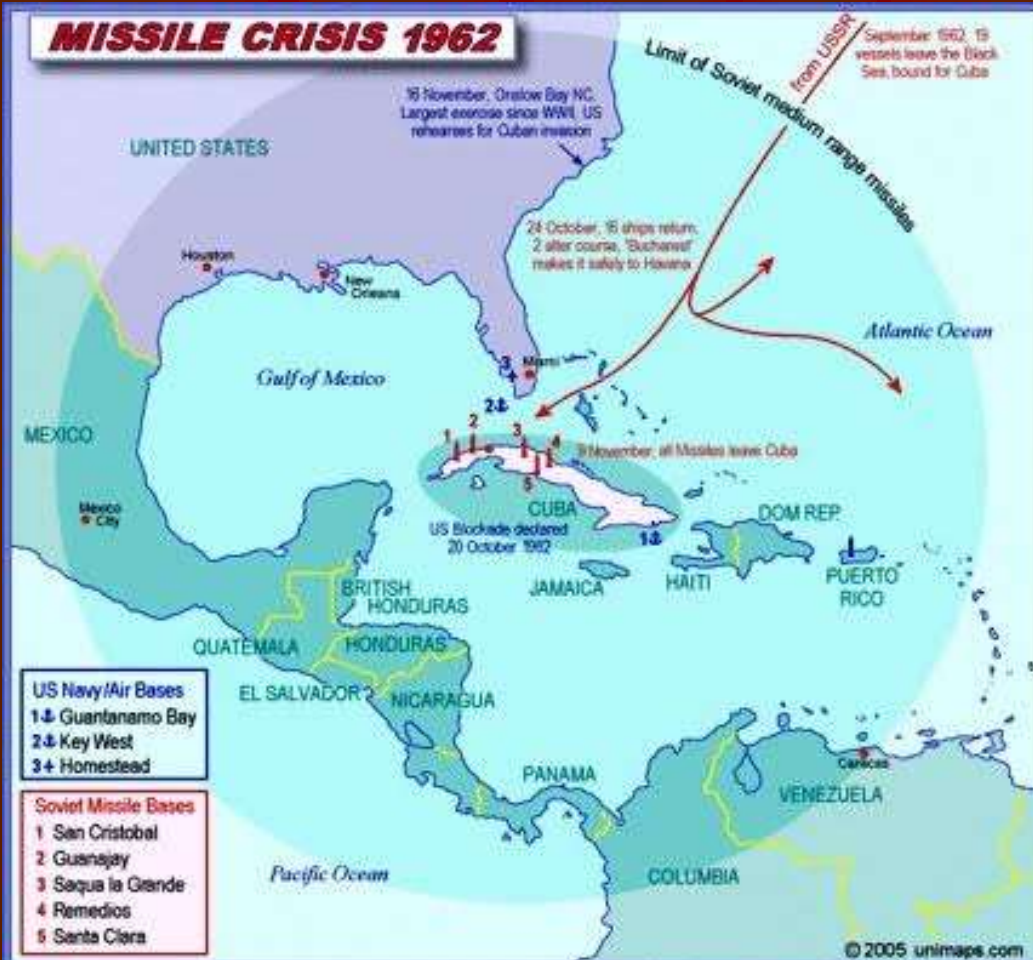 MISSILE CRISIS 1962
Limit of Soviet medium range missiles
from USSR
September 1962, 19
vessels leave the Black
Sea, bound for Cuba
16 November, Onslow Bay NC.
Largest exercise since WWII, US
rehearses for Cuban invasion
UNITED STATES
24 October, 16 ships return,
2 alter course, 'Bucharest'
makes it safely to Havana
Houston
New
Orleans
Atlantic Ocean
Gulf of Mexico
3
Miami
2
MEXICO
1
2
3
4
5
9 November, all Missiles leave Cuba
Mexico
City
CUBA
US Blockade declared
20 October 1962
1
DOM REP.
JAMAICA
HAITI
PUERTO
RICO
BRITISH
HONDURAS
QUATEMALA
HONDURAS
EL SALVADOR
NICARAGUA
US Navy/Air Bases
1 Guantanamo Bay
2 Key West
3 Homestead
PANAMA
Caracas
VENEZUELA
Soviet Missile Bases
1 San Cristobal
2 Guanajay
3 Saqua la Grande
4 Remedios
5 Santa Clara
Pacific Ocean
COLUMBIA
© 2005 unimaps.com